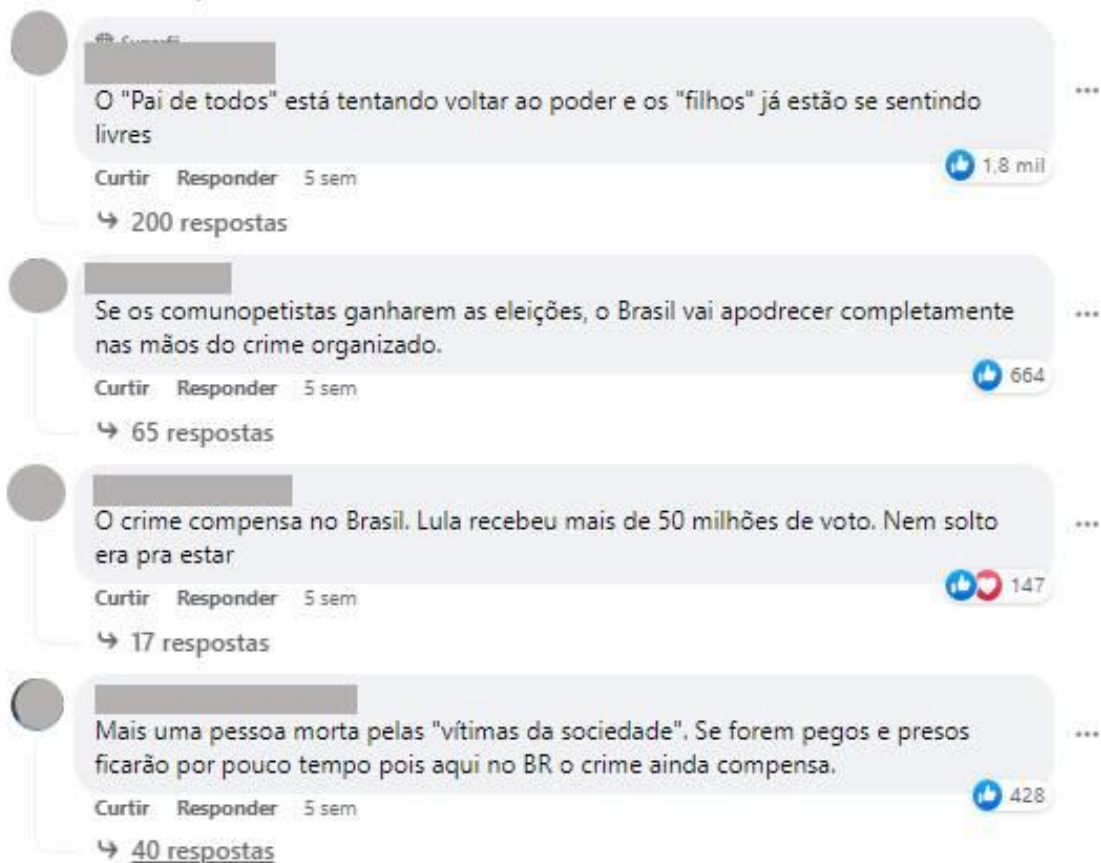 O "Pai de todos" está tentando voltar ao poder e os "filhos" já estão se sentindo
livres
1,8 mil
Curtir Responder 5 sem
200 respostas
Se os comunopetistas ganharem as eleições, o Brasil vai apodrecer completamente
nas mãos do crime organizado.
664
Curtir Responder 5 sem
65 respostas
O crime compensa no Brasil. Lula recebeu mais de 50 milhões de voto. Nem solto
era pra estar
147
Curtir Responder 5 sem
17 respostas
Mais uma pessoa morta pelas "vítimas da sociedade". Se forem pegos e presos
ficarão por pouco tempo pois aqui no BR o crime ainda compensa.
428
Curtir Responder 5 sem
40 respostas